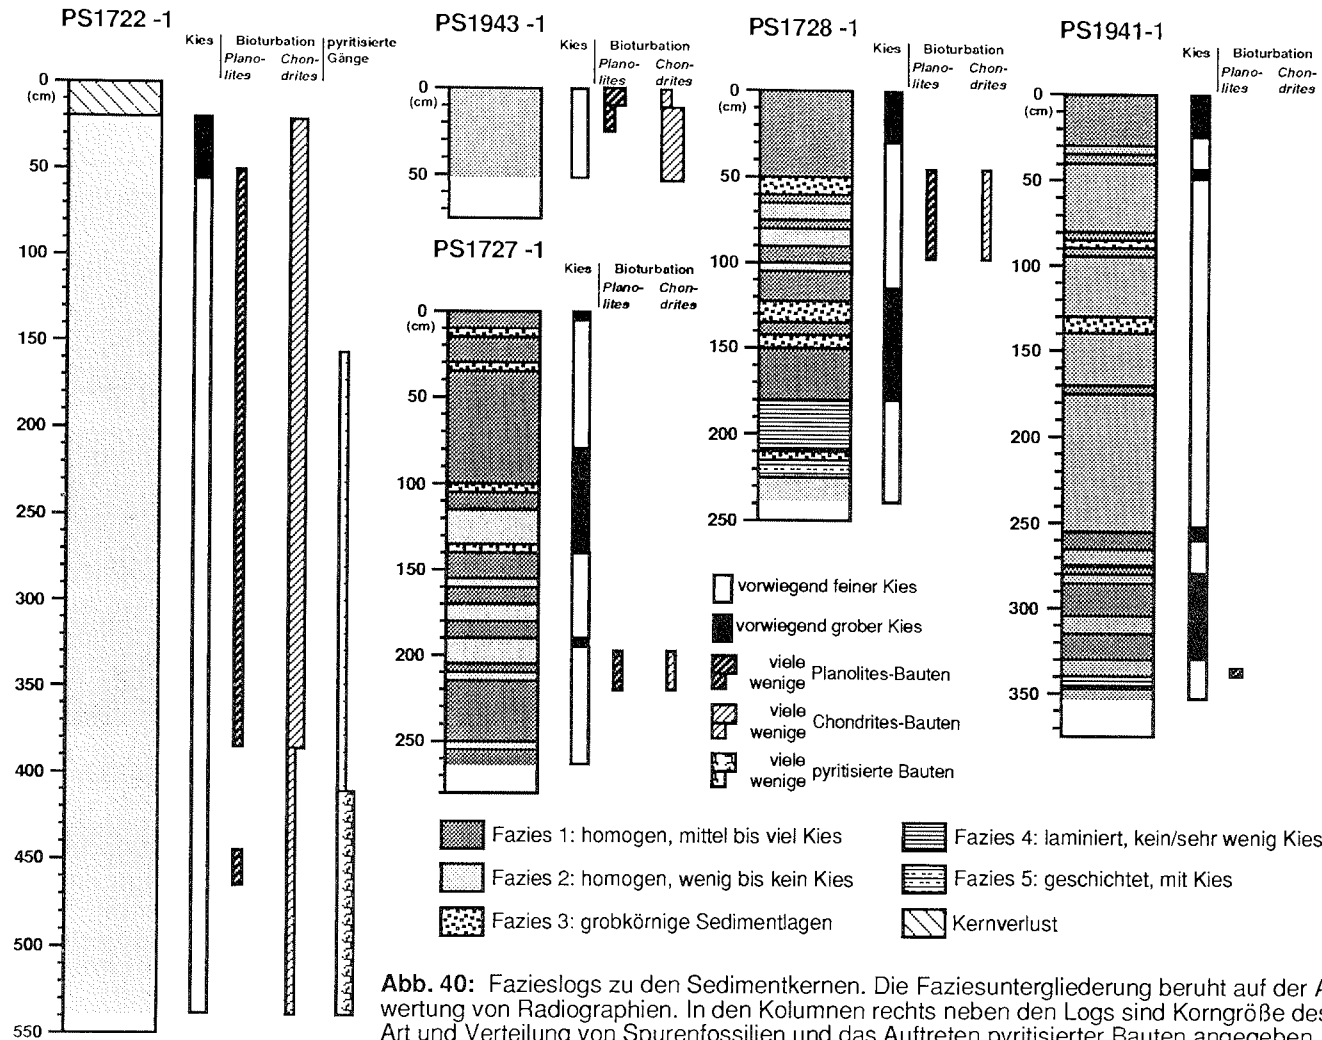 PS1722 -1
Kies
Bioturbation
Plano-
lites
Chon-
drites
pyritisierte
Gänge
0
(cm)
50
100
150
200
250
300
350
400
450
500
550
PS1943 -1
Kies
Bioturbation
Plano-
lites
Chon-
drites
0
(cm)
50
PS1727 -1
Kies
Bioturbation
Plano-
lites
Chon-
drites
0
(cm)
50
100
150
200
250
PS1728 -1
Kies
Bioturbation
Plano-
lites
Chon-
drites
0
(cm)
50
100
150
200
250
PS1941-1
Kies
Bioturbation
Plano-
lites
Chon-
drites
0
(cm)
50
100
150
200
250
300
350
vorwiegend feiner Kies
vorwiegend grober Kies
viele
wenige
Planolites-Bauten
viele
wenige
Chondrites-Bauten
viele
wenige
pyritisierte Bauten
Fazies 1: homogen, mittel bis viel Kies
Fazies 2: homogen, wenig bis kein Kies
Fazies 3: grobkörnige Sedimentlagen
Fazies 4: laminiert, kein/sehr wenig Kies
Fazies 5: geschichtet, mit Kies
Kernverlust
Abb. 40: Fazieslogs zu den Sedimentkernen. Die Faziesuntergliederung beruht auf der A
wertung von Radiographien. In den Kolumnen rechts neben den Logs sind Korngröße des
Art und Verteilung von Spurenfossilien und das Auftreten pyritisierter Bauten angegeben